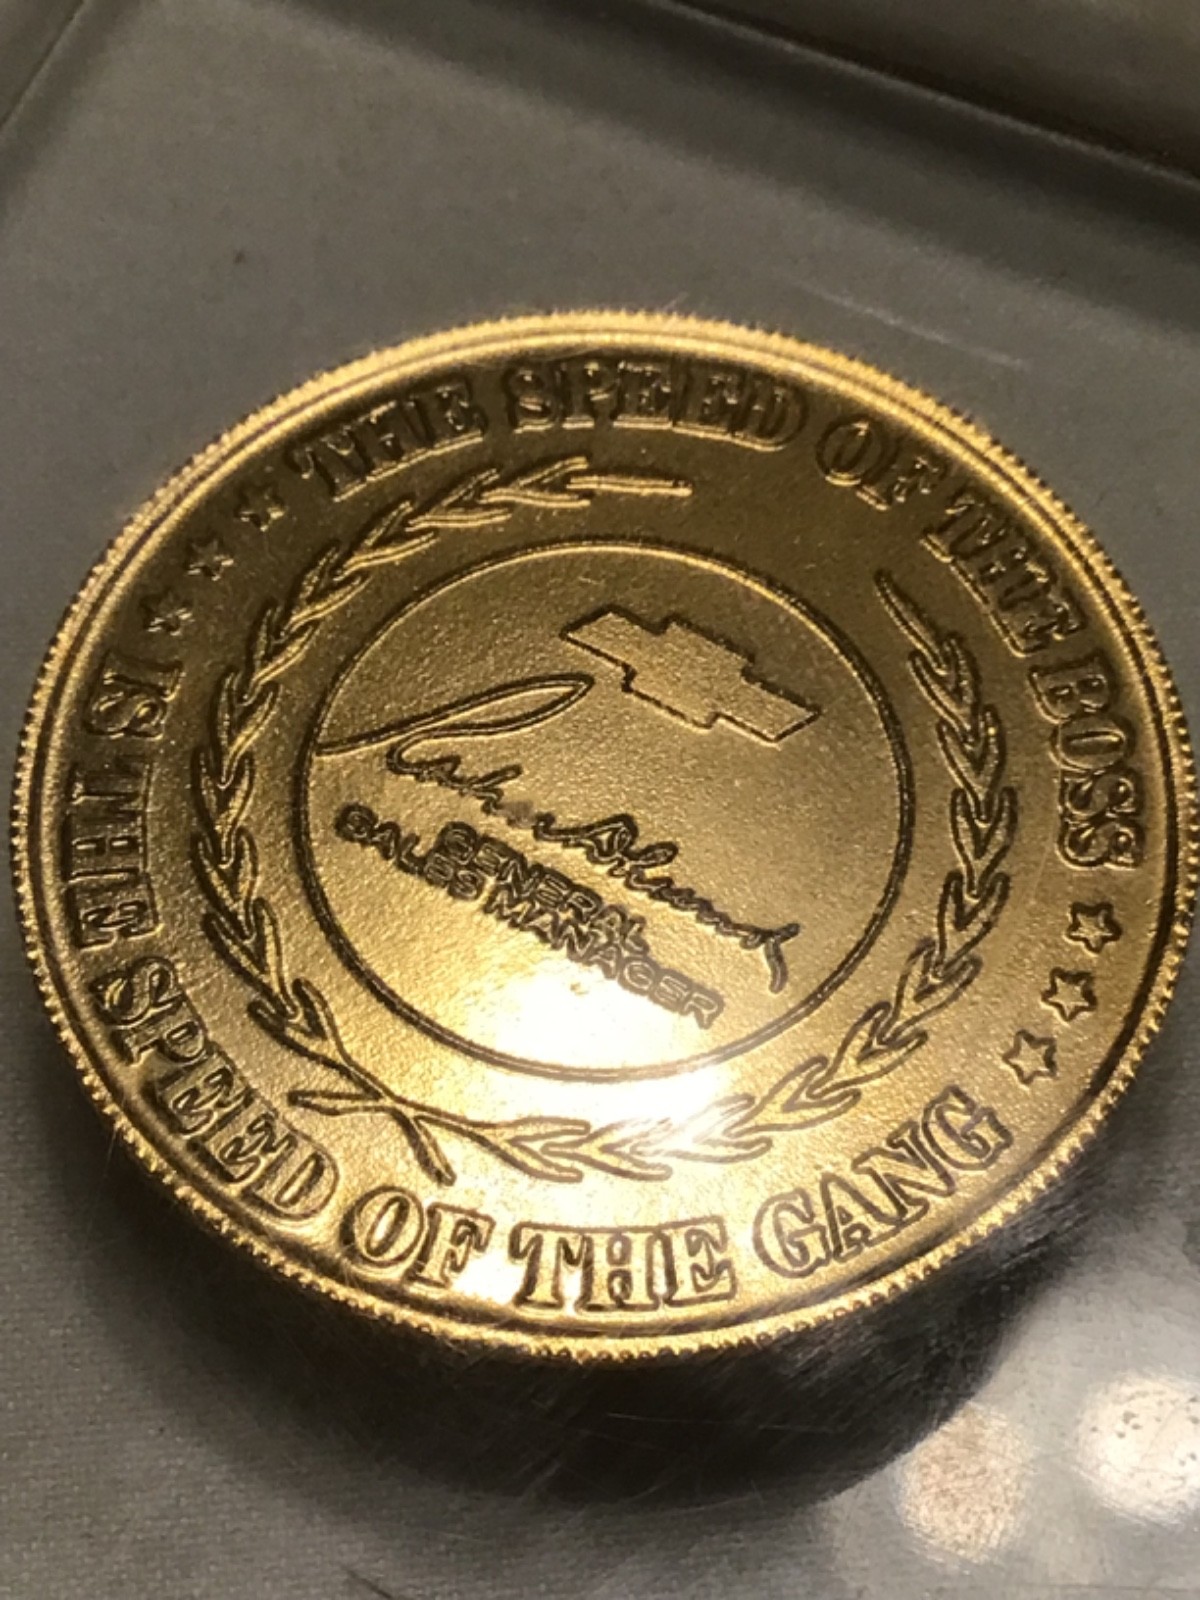 THE SPEED OF THE BOSS
IS THE SPEED OF THE GANG
GENERAL
SALES MANAGER